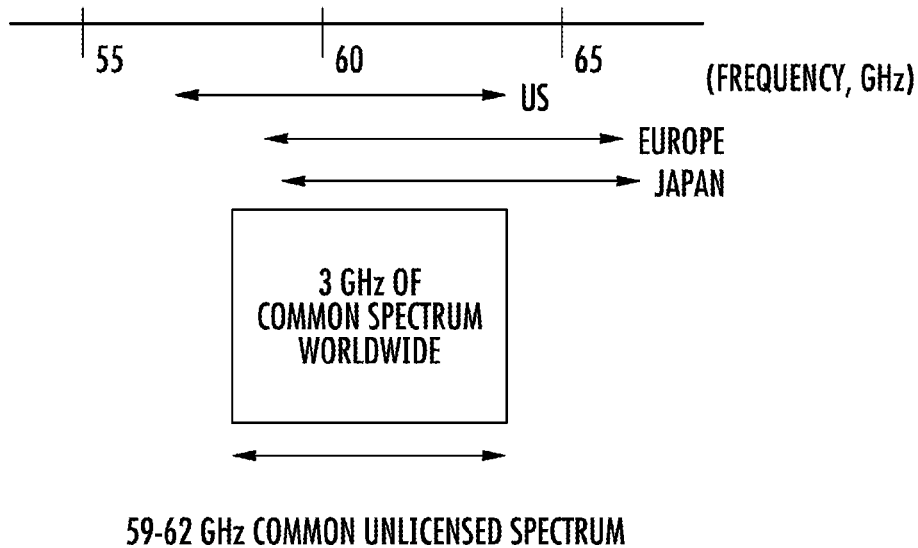 55 60 65
(FREQUENCY, GHz)
US
EUROPE
JAPAN
3 GHz OF
COMMON SPECTRUM
WORLDWIDE
59-62 GHz COMMON UNLICENSED SPECTRUM